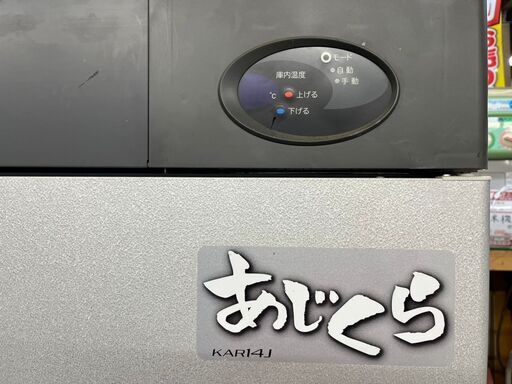 モード
自動
手動
庫内温度
℃
上げる
下げる
あじくら
KAR14J